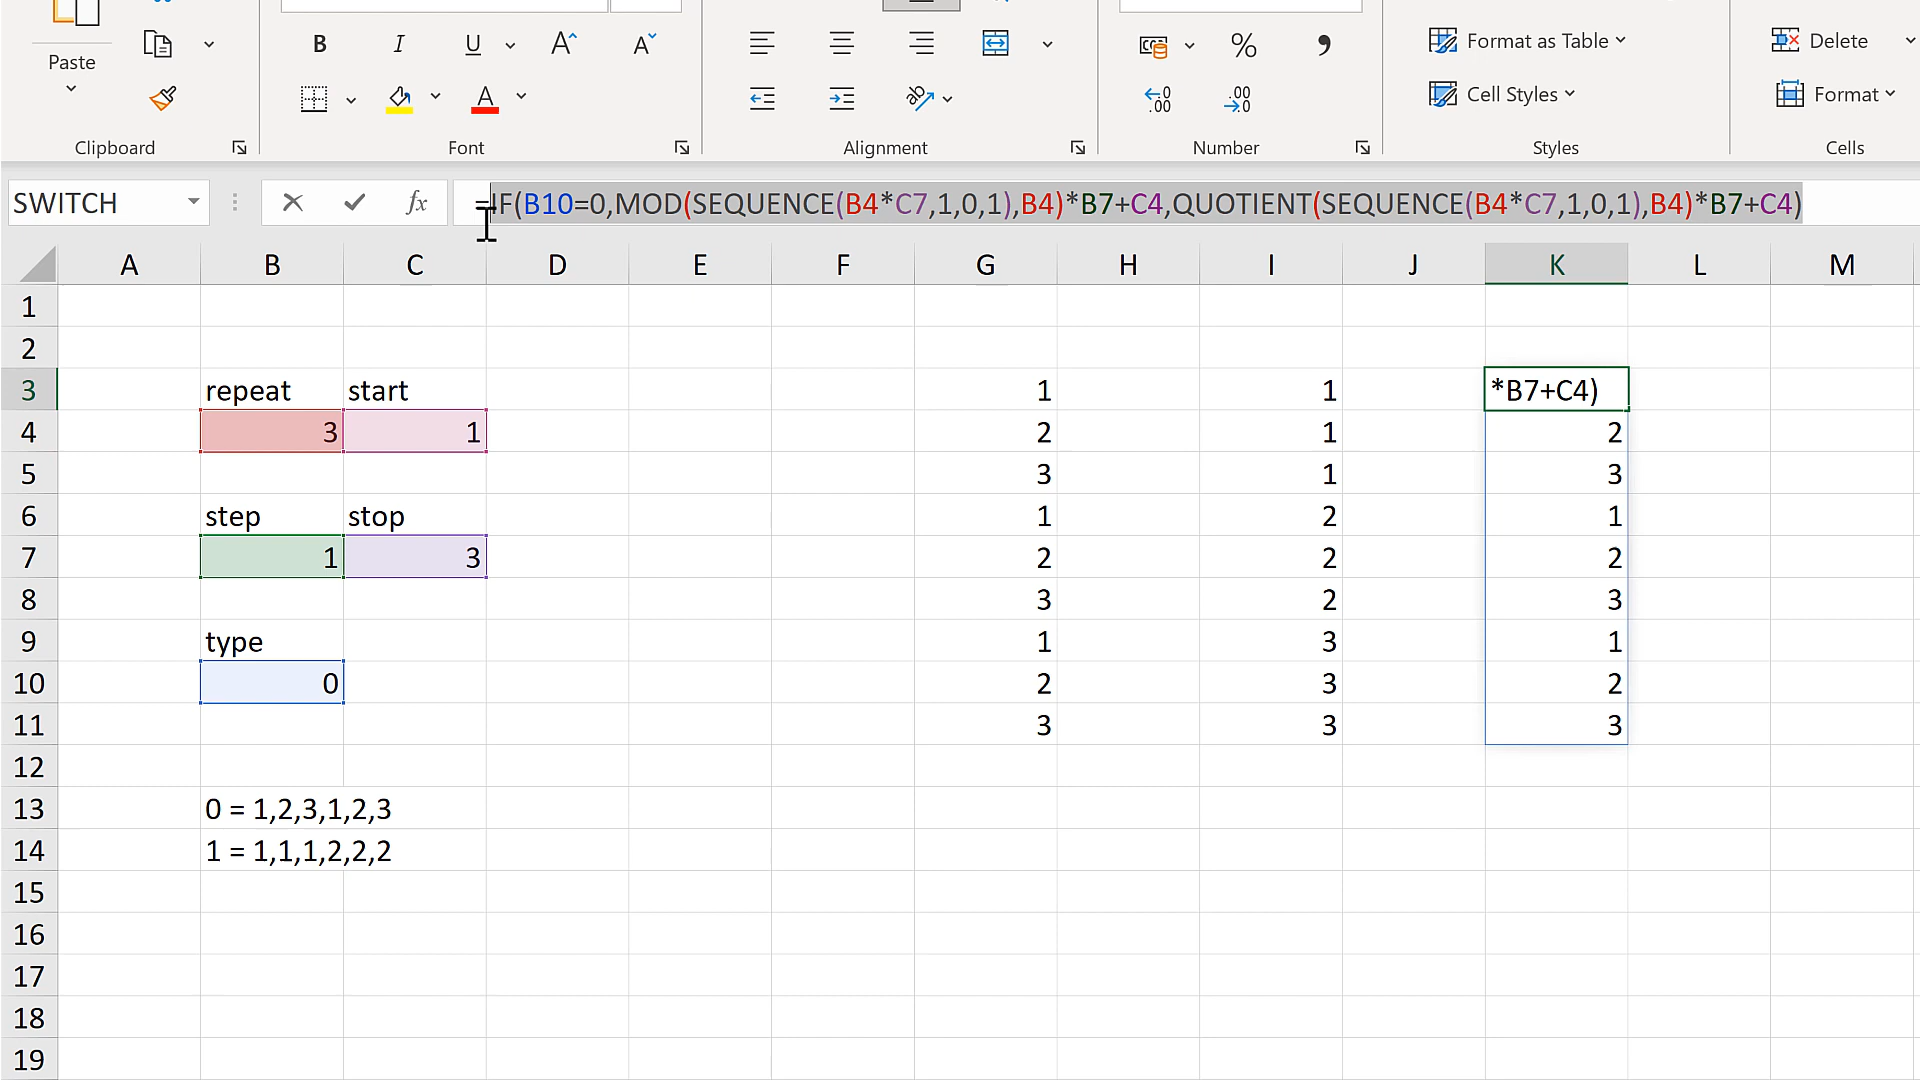 Paste
B I U A A
% 9
.00 .00
Format as Table
Cell Styles
Delete
Format
Clipboard Font Alignment Number Styles Cells
SWITCH fx =IF(B10=0,MOD(SEQUENCE(B4*C7,1,0,1),B4)*B7+C4,QUOTIENT(SEQUENCE(B4*C7,1,0,1),B4)*B7+C4)
A B C D E F G H I J K L M
1
2
3 repeat start 1 1 *B7+C4)
4 3 1 2 1 2
5 3 1 3
6 step stop 1 2 1
7 1 3 2 2 2
8 3 2 3
9 type 1 3 1
10 0 2 3 2
11 3 3 3
12
13 0 = 1,2,3,1,2,3
14 1 = 1,1,1,2,2,2
15
16
17
18
19